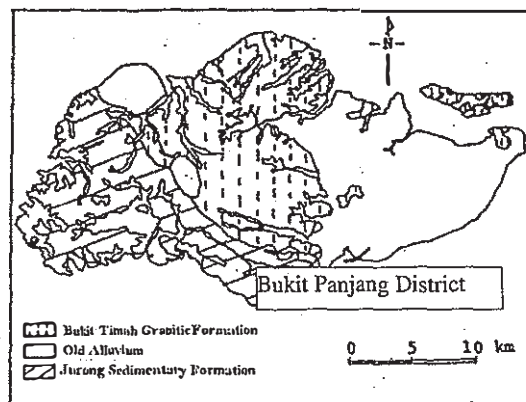 N
Bukit Panjang District
Bukit Timah Granitic Formation
Old Alluvium
Jurong Sedimentary Formation
0 5 10 km